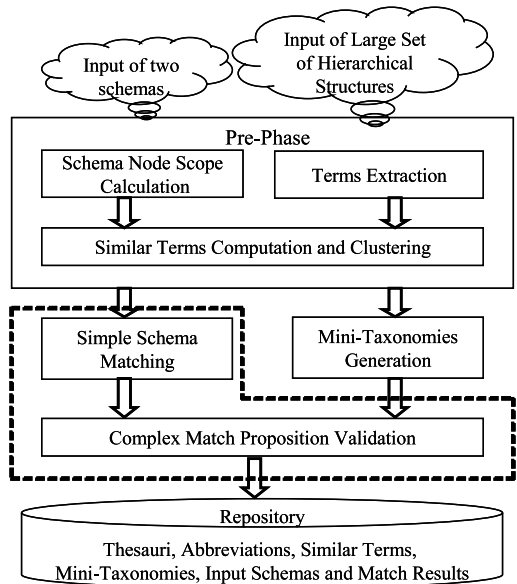 Input of two
schemas
Input of Large Set
of Hierarchical
Structures
Pre-Phase
Schema Node Scope
Calculation
Terms Extraction
Similar Terms Computation and Clustering
Simple Schema
Matching
Mini-Taxonomies
Generation
Complex Match Proposition Validation
Repository
Thesauri, Abbreviations, Similar Terms,
Mini-Taxonomies, Input Schemas and Match Results